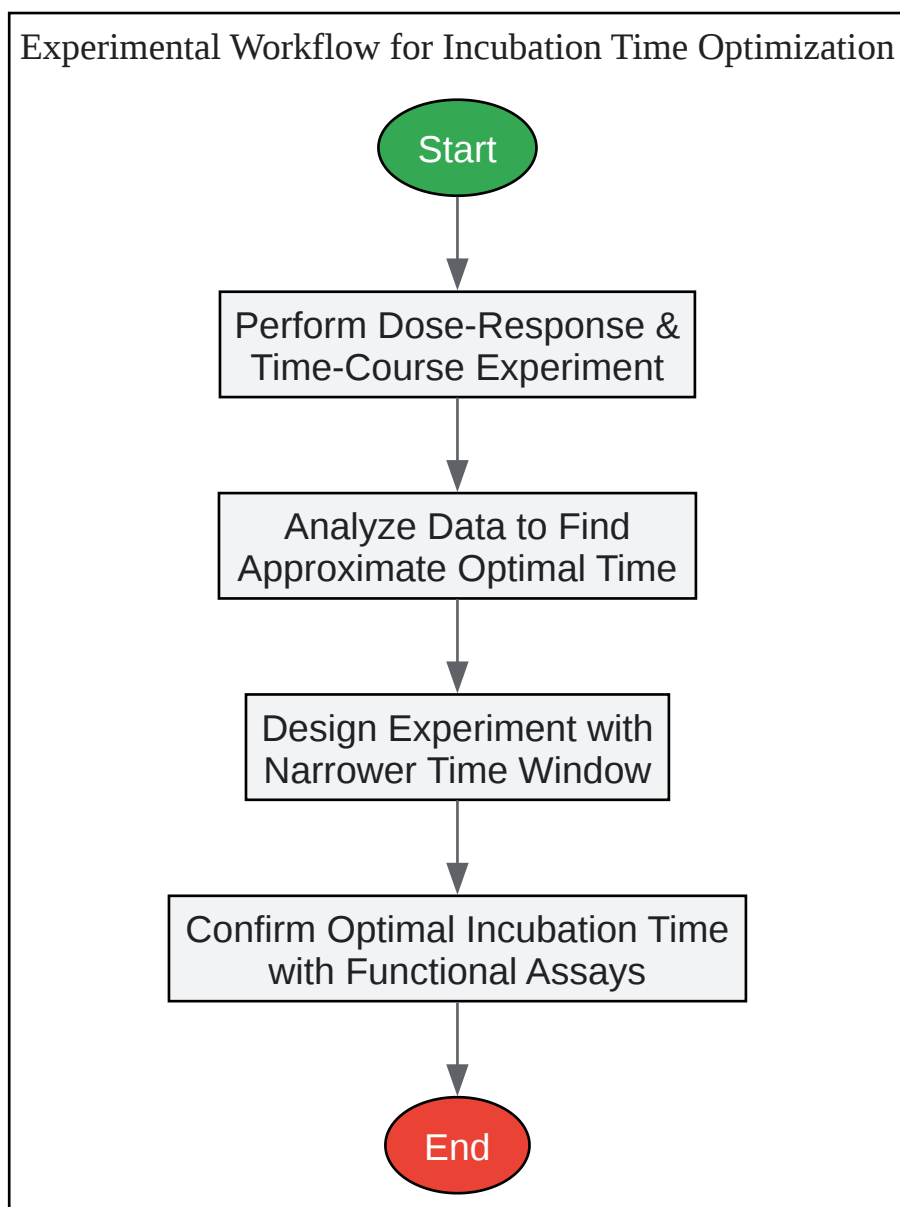 Experimental Workflow for Incubation Time Optimization
Start
Perform Dose-Response &
Time-Course Experiment
Analyze Data to Find
Approximate Optimal Time
Design Experiment with
Narrower Time Window
Confirm Optimal Incubation Time
with Functional Assays
End